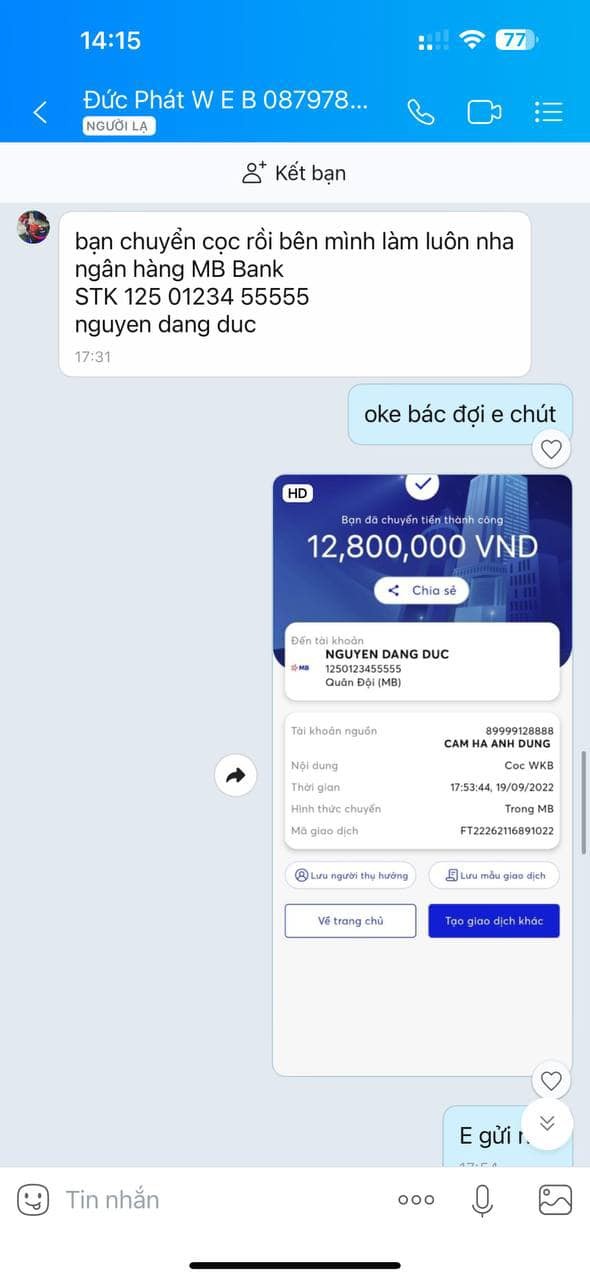 14:15
77
Đức Phát W E B 087978...
NGƯỜI LẠ
Kết bạn
bạn chuyển cọc rồi bên mình làm luôn nha
ngân hàng MB Bank
STK 125 01234 55555
nguyen dang duc
17:31
oke bác đợi e chút
HD
Bạn đã chuyển tiền thành công
12,800,000 VND
Chia sẻ
Đến tài khoản
NGUYEN DANG DUC
MB
1250123455555
Quân Đội (MB)
Tài khoản nguồn
89999128888
CAM HA ANH DUNG
Nội dung
Coc WKB
Thời gian
17:53:44, 19/09/2022
Hình thức chuyển
Trong MB
Mã giao dịch
FT22262116891022
Lưu người thụ hưởng
Lưu mẫu giao dịch
Về trang chủ
Tạo giao dịch khác
E gửi
Tin nhắn